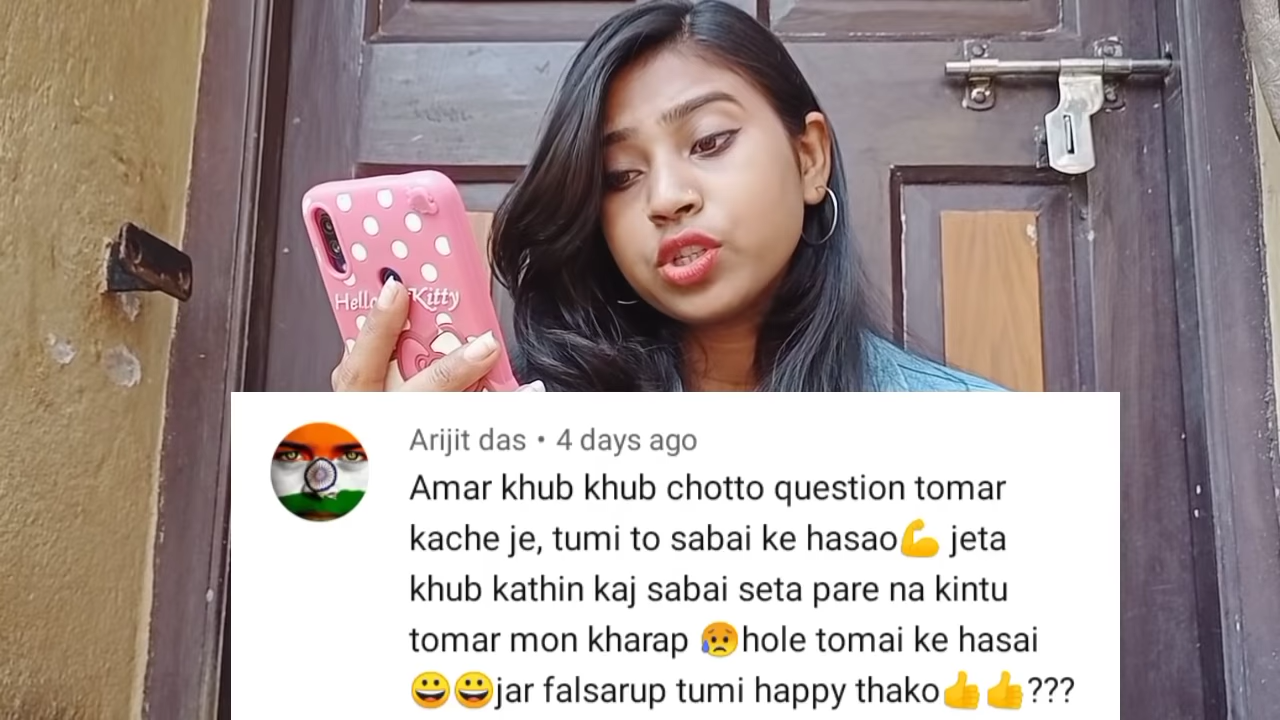 Hello Kitty
Arijit das • 4 days ago
Amar khub khub chotto question tomar
kache je, tumi to sabai ke hasao💪 jeta
khub kathin kaj sabai seta pare na kintu
tomar mon kharap 😥hole tomai ke hasai
😀😀jar falsarup tumi happy thako👍👍???